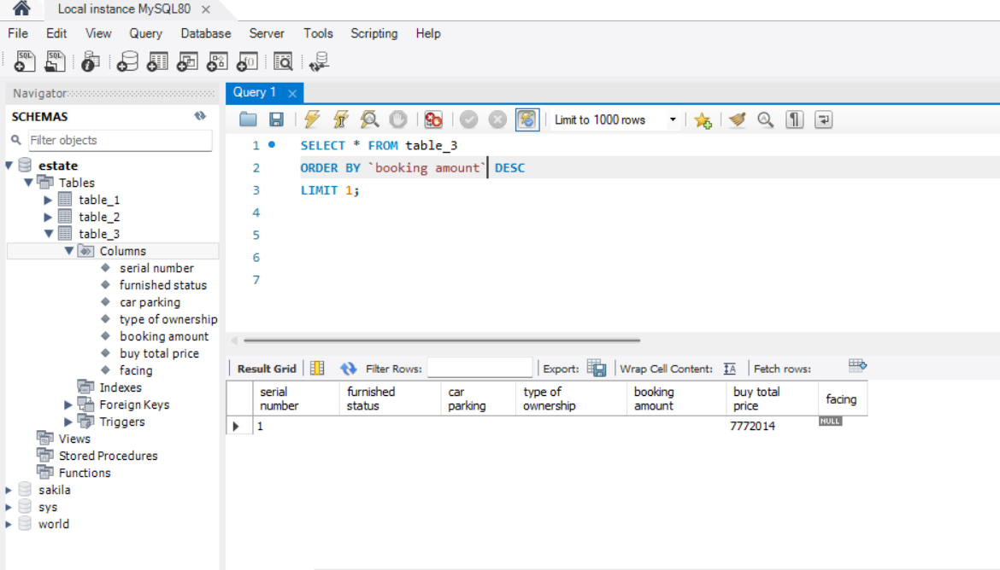 Local instance MySQL80 ×
File Edit View Query Database Server Tools Scripting Help
Navigator
SCHEMAS
Filter objects
estate
Tables
table_1
table_2
table_3
Columns
serial number
furnished status
car parking
type of ownership
booking amount
buy total price
facing
Indexes
Foreign Keys
Triggers
Views
Stored Procedures
Functions
sakila
sys
world
Query 1 ×
Limit to 1000 rows
1 SELECT * FROM table_3
2 ORDER BY `booking amount` DESC
3 LIMIT 1;
4
5
6
7
Result Grid Filter Rows: Export: Wrap Cell Content: Fetch rows:
serial number furnished status car parking type of ownership booking amount buy total price facing
1 7772014 NULL